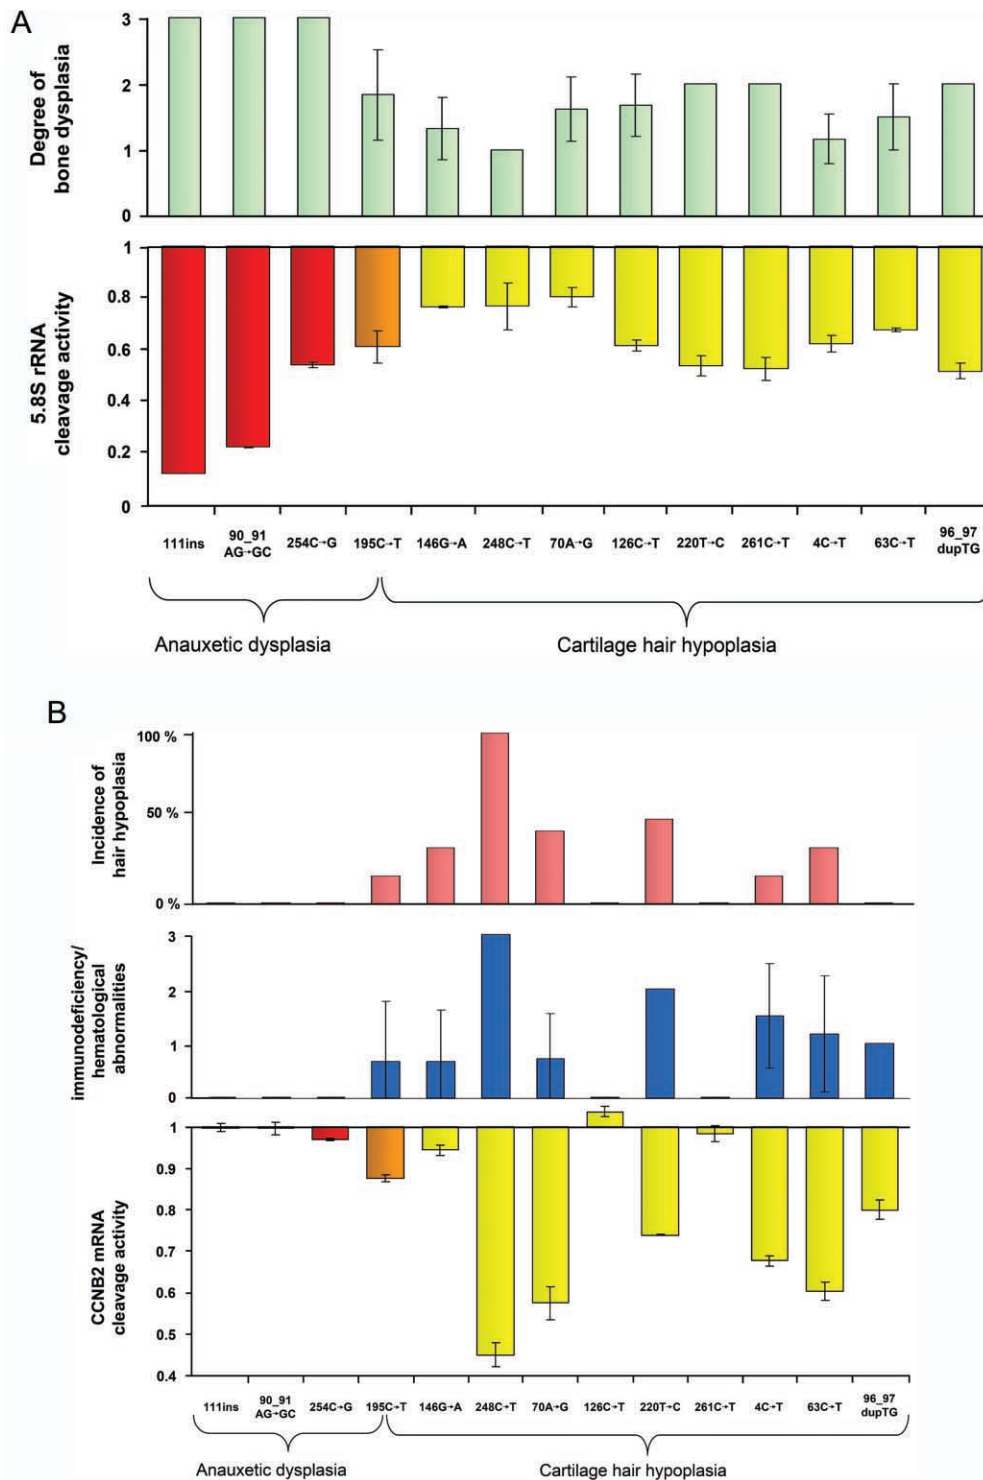 A
Degree of
bone dysplasia
3
2
1
0
5.8S rRNA
cleavage activity
1
0.8
0.6
0.4
0.2
0
111ins
90_91
AG→GC
254C→G
195C→T
146G→A
248C→T
70A→G
126C→T
220T→C
261C→T
4C→T
63C→T
96_97
dupTG
Anauxetic dysplasia
Cartilage hair hypoplasia
B
Incidence of
hair hypoplasia
100 %
50 %
0 %
immunodeficiency/
hematological
abnormalities
3
2
1
0
CCNB2 mRNA
cleavage activity
1
0.9
0.8
0.7
0.6
0.5
0.4
111ins
90_91
AG→GC
254C→G
195C→T
146G→A
248C→T
70A→G
126C→T
220T→C
261C→T
4C→T
63C→T
96_97
dupTG
Anauxetic dysplasia
Cartilage hair hypoplasia